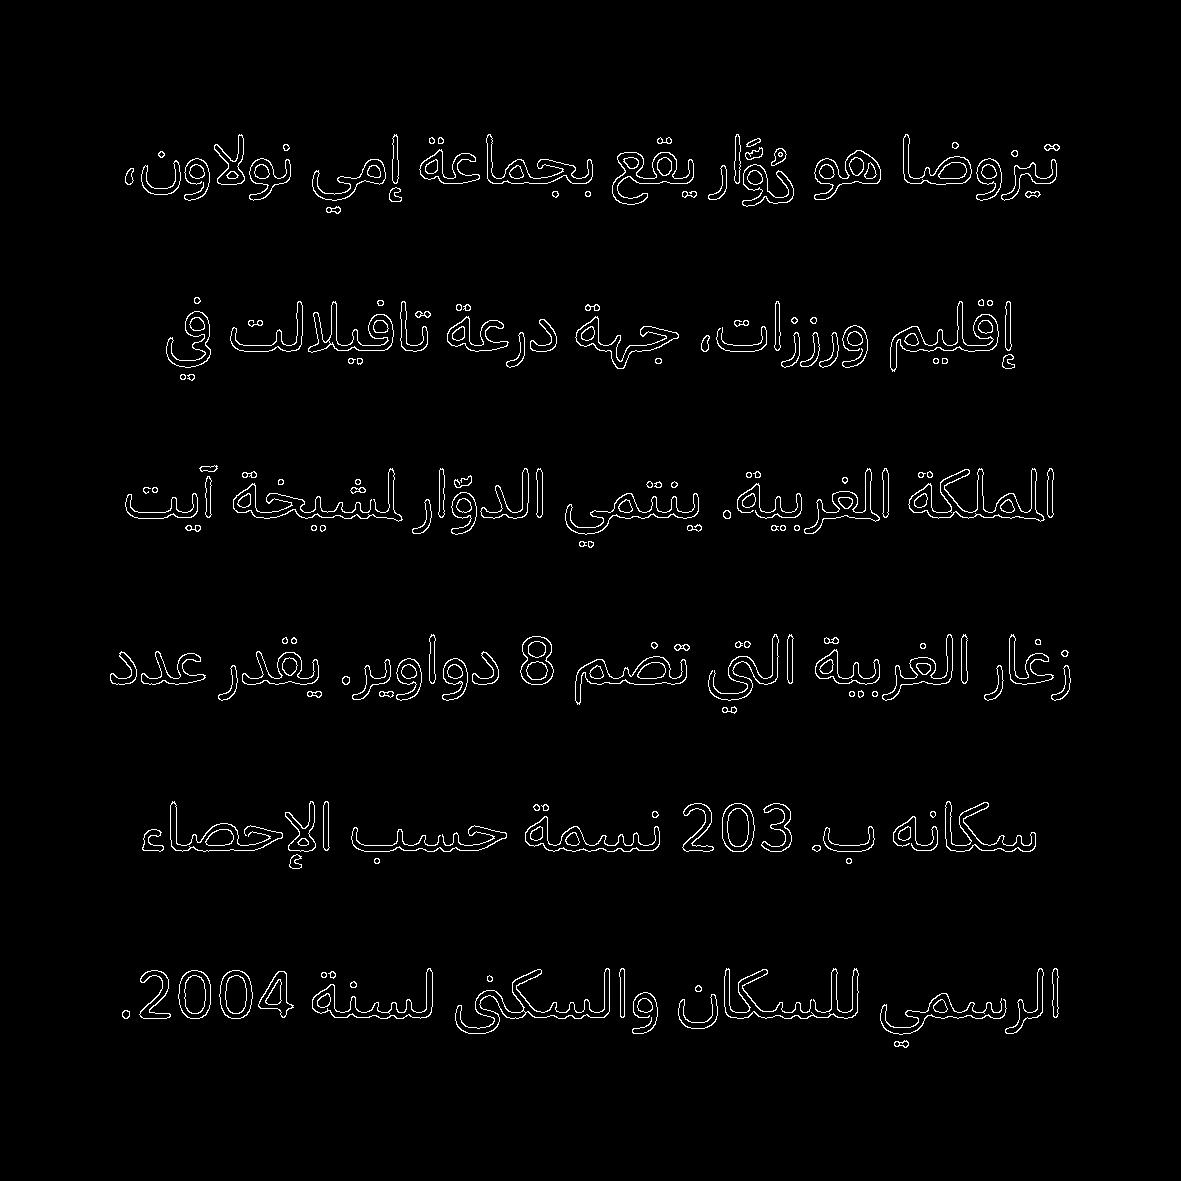 تيزوضا هو دُوَّار يقع بجماعة إمي نولاون،
إقليم ورززات، جهة درعة تافيلالت في
المملكة المغربية. ينتمي الدوّار لمشيخة آيت
زغار الغربية التي تضم 8 دواوير. يقدر عدد
سكانه ب. 203 نسمة حسب الإحصاء
الرسمي للسكان والسكنى لسنة 2004.